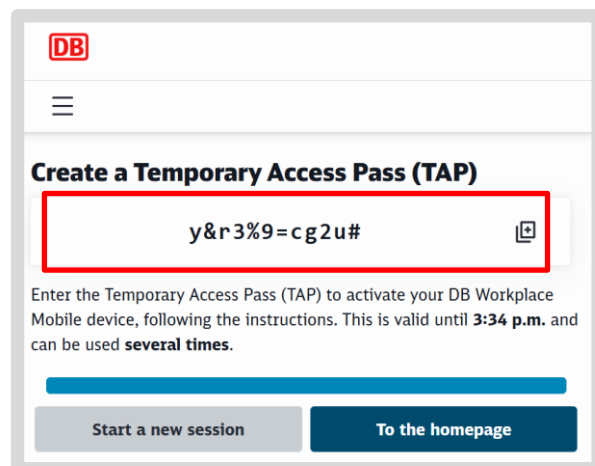 DB
Create a Temporary Access Pass (TAP)
y&r3%9=cg2u#
Enter the Temporary Access Pass (TAP) to activate your DB Workplace
Mobile device, following the instructions. This is valid until 3:34 p.m. and
can be used several times.
Start a new session
To the homepage